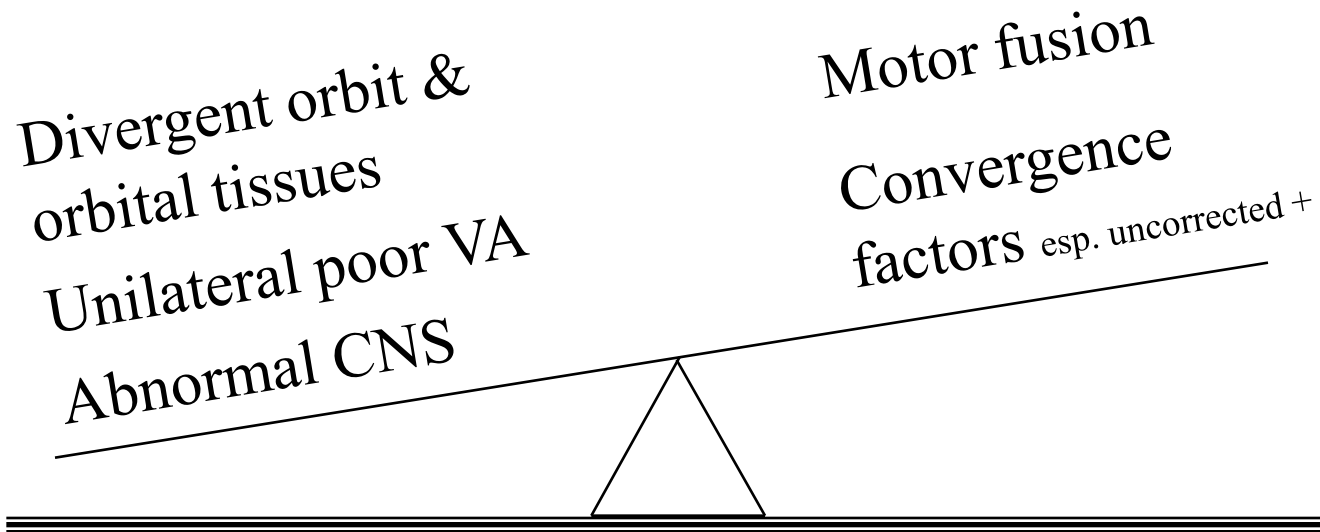 Divergent orbit &
orbital tissues
Unilateral poor VA
Abnormal CNS
Motor fusion
Convergence
factors esp. uncorrected +